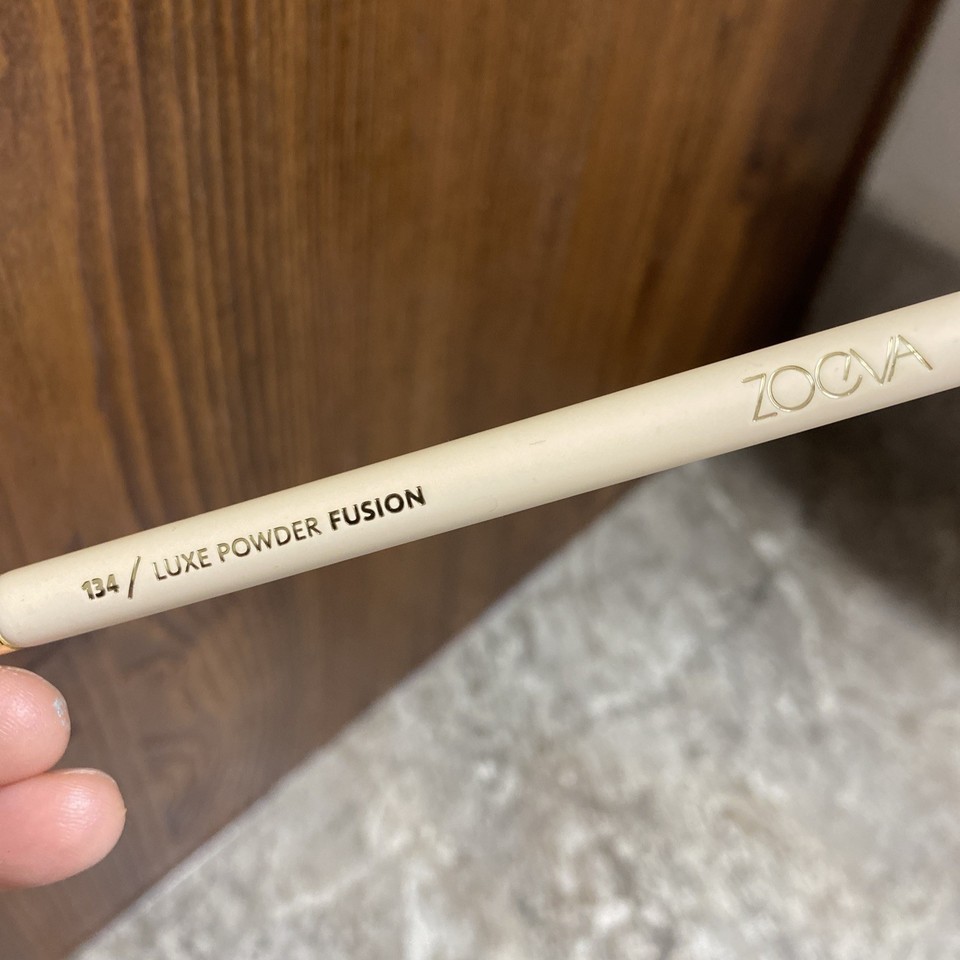 134 / LUXE POWDER FUSION
ZOEVA